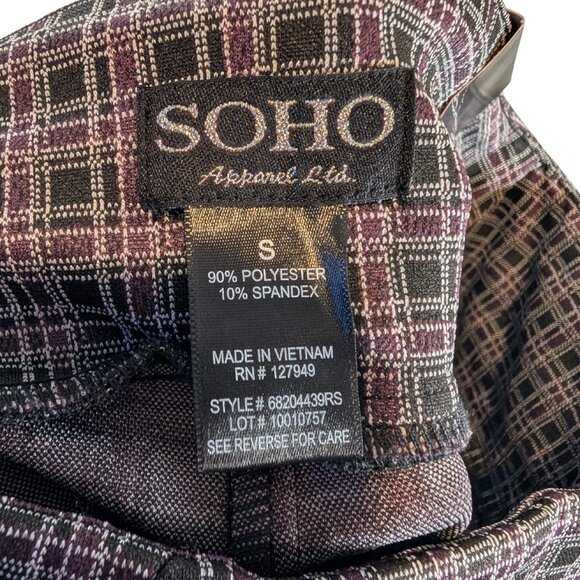 SOHO
Apparel Ltd.
S
90% POLYESTER
10% SPANDEX
MADE IN VIETNAM
RN # 127949
STYLE# 68204439RS
LOT # 10010757
SEE REVERSE FOR CARE